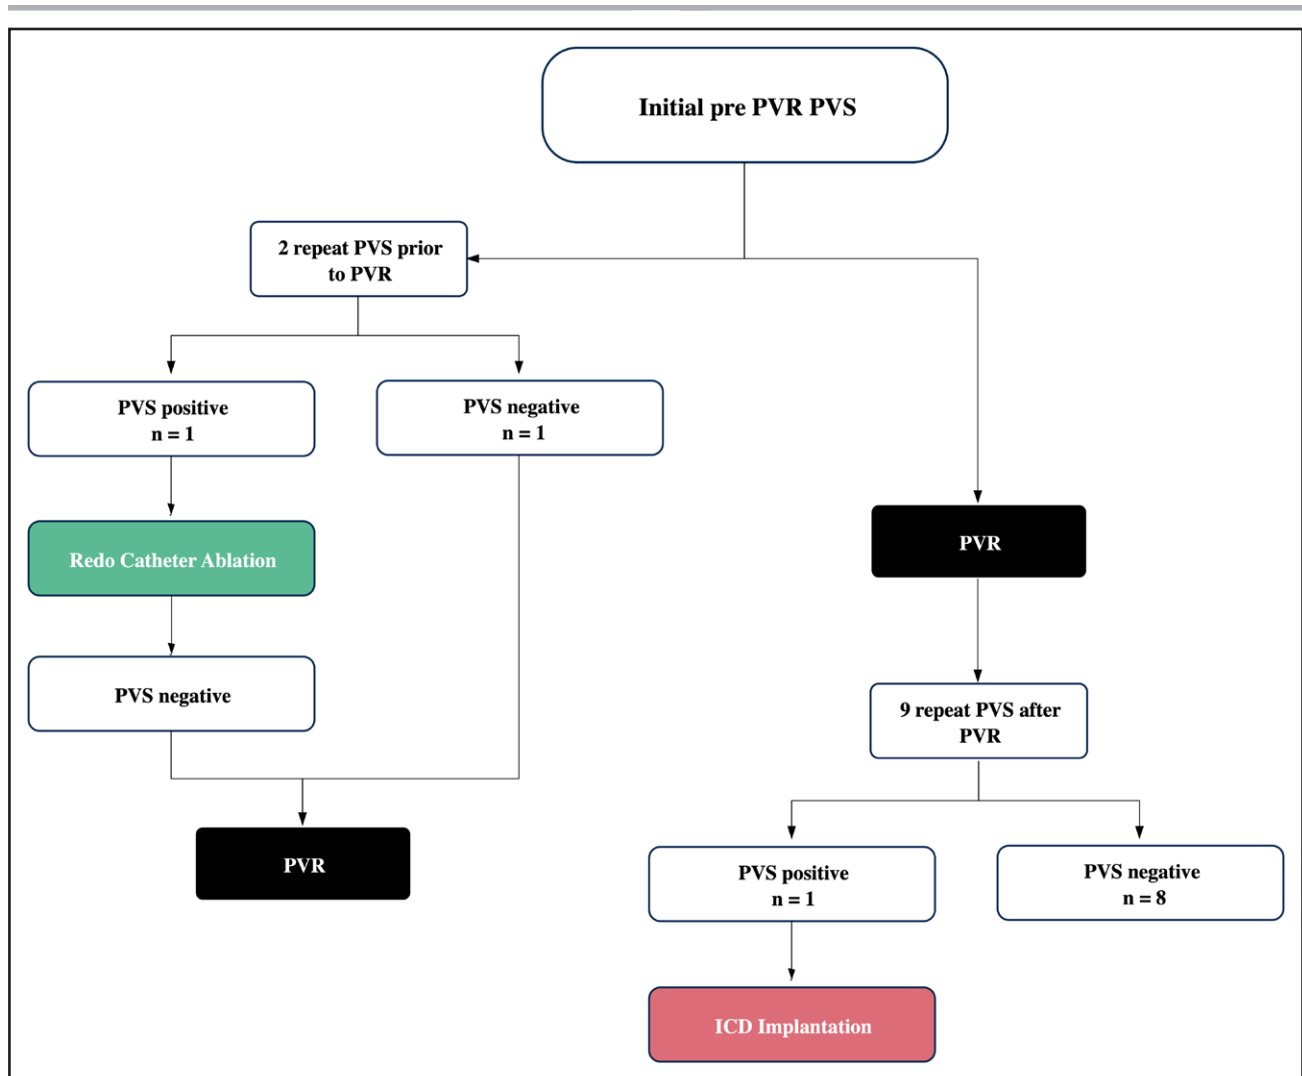 Initial pre PVR PVS
2 repeat PVS prior
to PVR
PVS positive
n = 1
PVS negative
n = 1
Redo Catheter Ablation
PVS negative
PVR
PVR
9 repeat PVS after
PVR
PVS positive
n = 1
PVS negative
n = 8
ICD Implantation